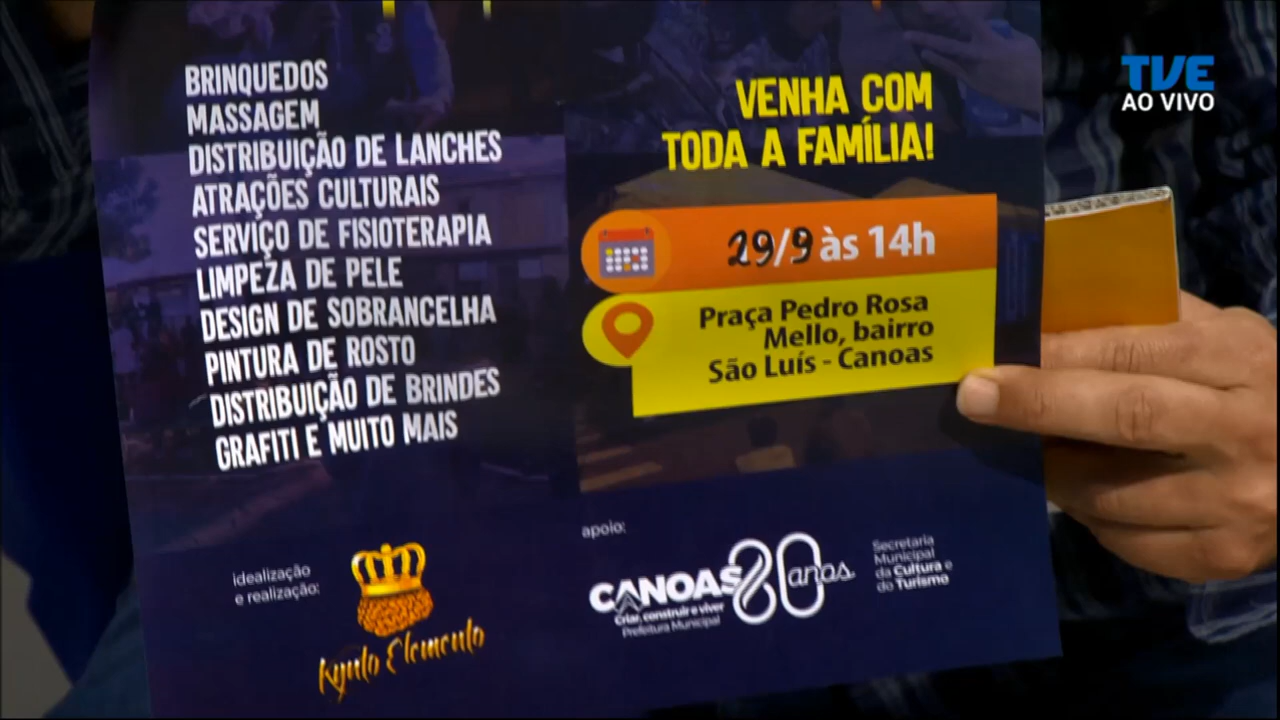 TVE
AO VIVO
BRINQUEDOS
MASSAGEM
DISTRIBUIÇÃO DE LANCHES
ATRAÇÕES CULTURAIS
SERVIÇO DE FISIOTERAPIA
LIMPEZA DE PELE
DESIGN DE SOBRANCELHA
PINTURA DE ROSTO
DISTRIBUIÇÃO DE BRINDES
GRAFITI E MUITO MAIS
VENHA COM
TODA A FAMÍLIA!
29/9 às 14h
Praça Pedro Rosa
Mello, bairro
São Luís - Canoas
idealização
e realização:
Kynto Elemento
apoio:
CANOAS 80 anos
Criar, construir e viver
Prefeitura Municipal
Secretaria
Municipal
da Cultura e
do Turismo